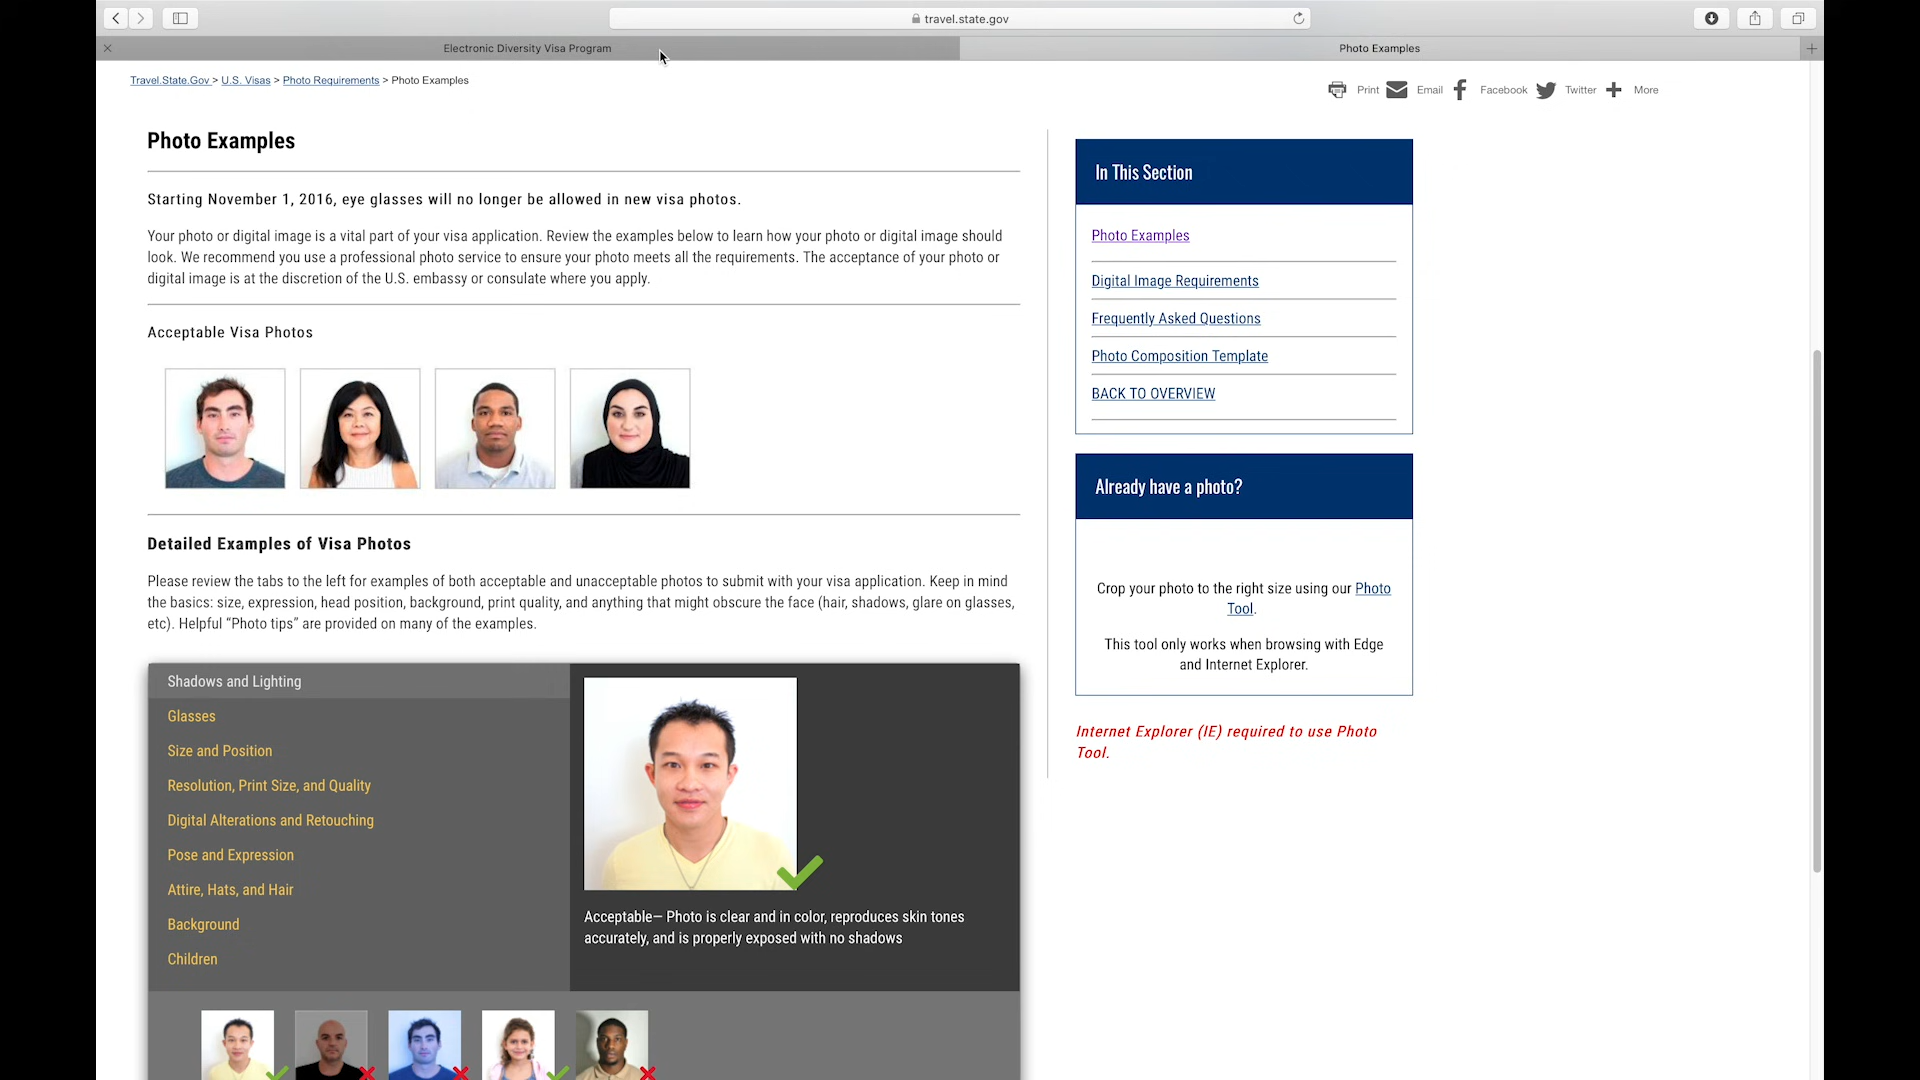 travel.state.gov
Electronic Diversity Visa Program
Photo Examples
Travel.State.Gov > U.S. Visas > Photo Requirements > Photo Examples
Print Email Facebook Twitter More
Photo Examples
Starting November 1, 2016, eye glasses will no longer be allowed in new visa photos.
Your photo or digital image is a vital part of your visa application. Review the examples below to learn how your photo or digital image should
look. We recommend you use a professional photo service to ensure your photo meets all the requirements. The acceptance of your photo or
digital image is at the discretion of the U.S. embassy or consulate where you apply.
Acceptable Visa Photos
Detailed Examples of Visa Photos
Please review the tabs to the left for examples of both acceptable and unacceptable photos to submit with your visa application. Keep in mind
the basics: size, expression, head position, background, print quality, and anything that might obscure the face (hair, shadows, glare on glasses,
etc). Helpful “Photo tips” are provided on many of the examples.
Shadows and Lighting
Glasses
Size and Position
Resolution, Print Size, and Quality
Digital Alterations and Retouching
Pose and Expression
Attire, Hats, and Hair
Background
Children
Acceptable— Photo is clear and in color, reproduces skin tones
accurately, and is properly exposed with no shadows
In This Section
Photo Examples
Digital Image Requirements
Frequently Asked Questions
Photo Composition Template
BACK TO OVERVIEW
Already have a photo?
Crop your photo to the right size using our Photo
Tool.
This tool only works when browsing with Edge
and Internet Explorer.
Internet Explorer (IE) required to use Photo
Tool.